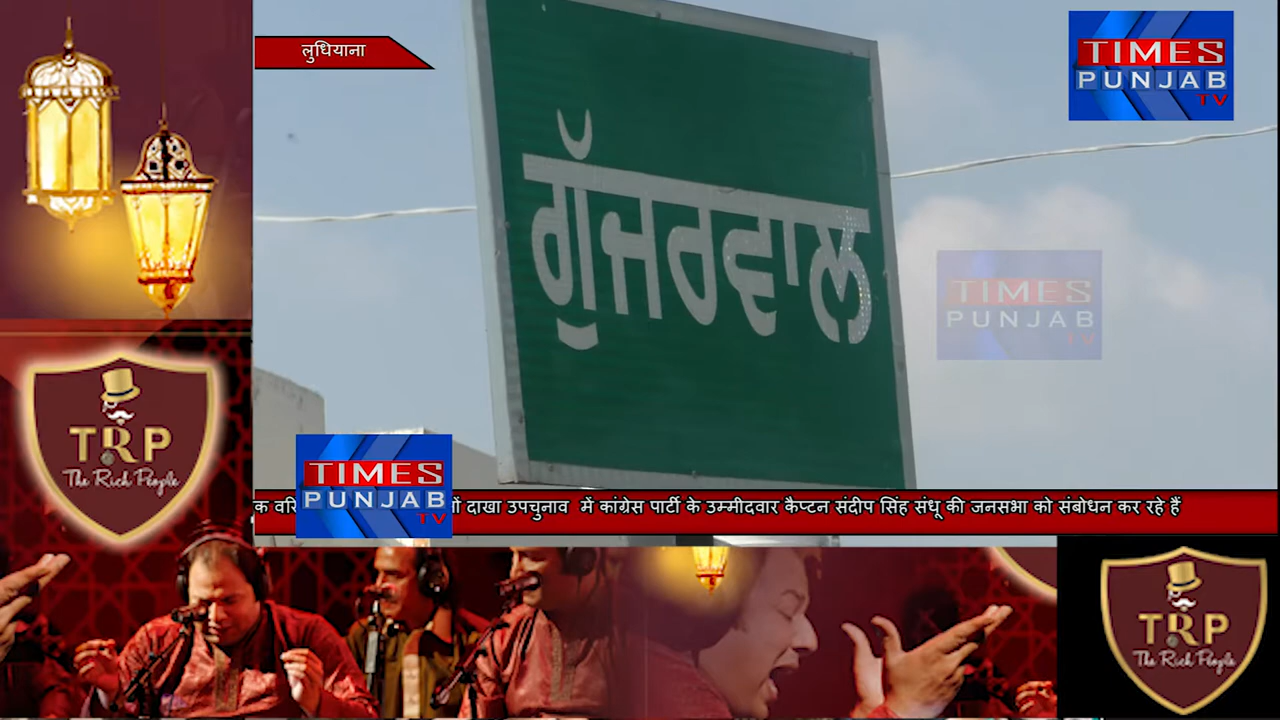 लुधियाना
TIMES
PUNJAB
TV
ਗੁੱਜਰਵਾਲ
TIMES
PUNJAB
TV
TRP
The Rich People
TIMES
PUNJAB
TV
दाखा उपचुनाव में कांग्रेस पार्टी के उम्मीदवार कैप्टन संदीप सिंह संधू की जनसभा को संबोधन कर रहे हैं
TRP
The Rich People